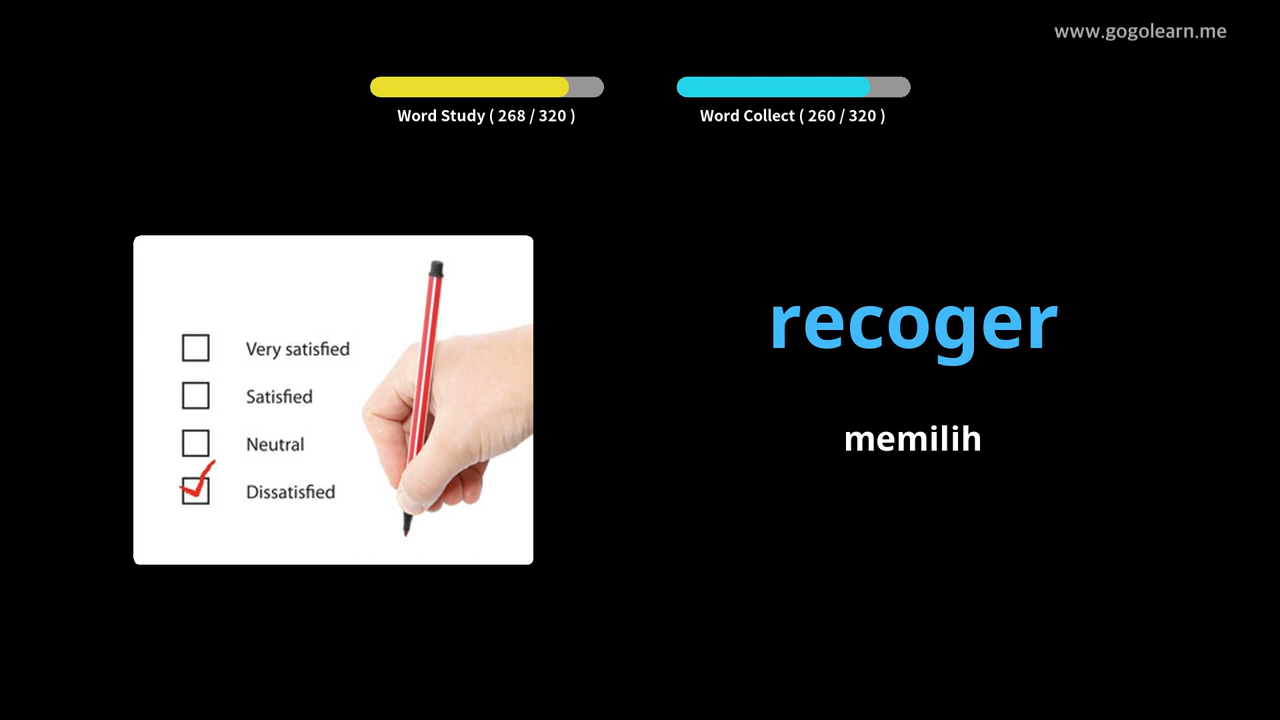 www.gogolearn.me
Word Study ( 268 / 320 )
Word Collect ( 260 / 320 )
Very satisfied
Satisfied
Neutral
Dissatisfied
recoger
memilih